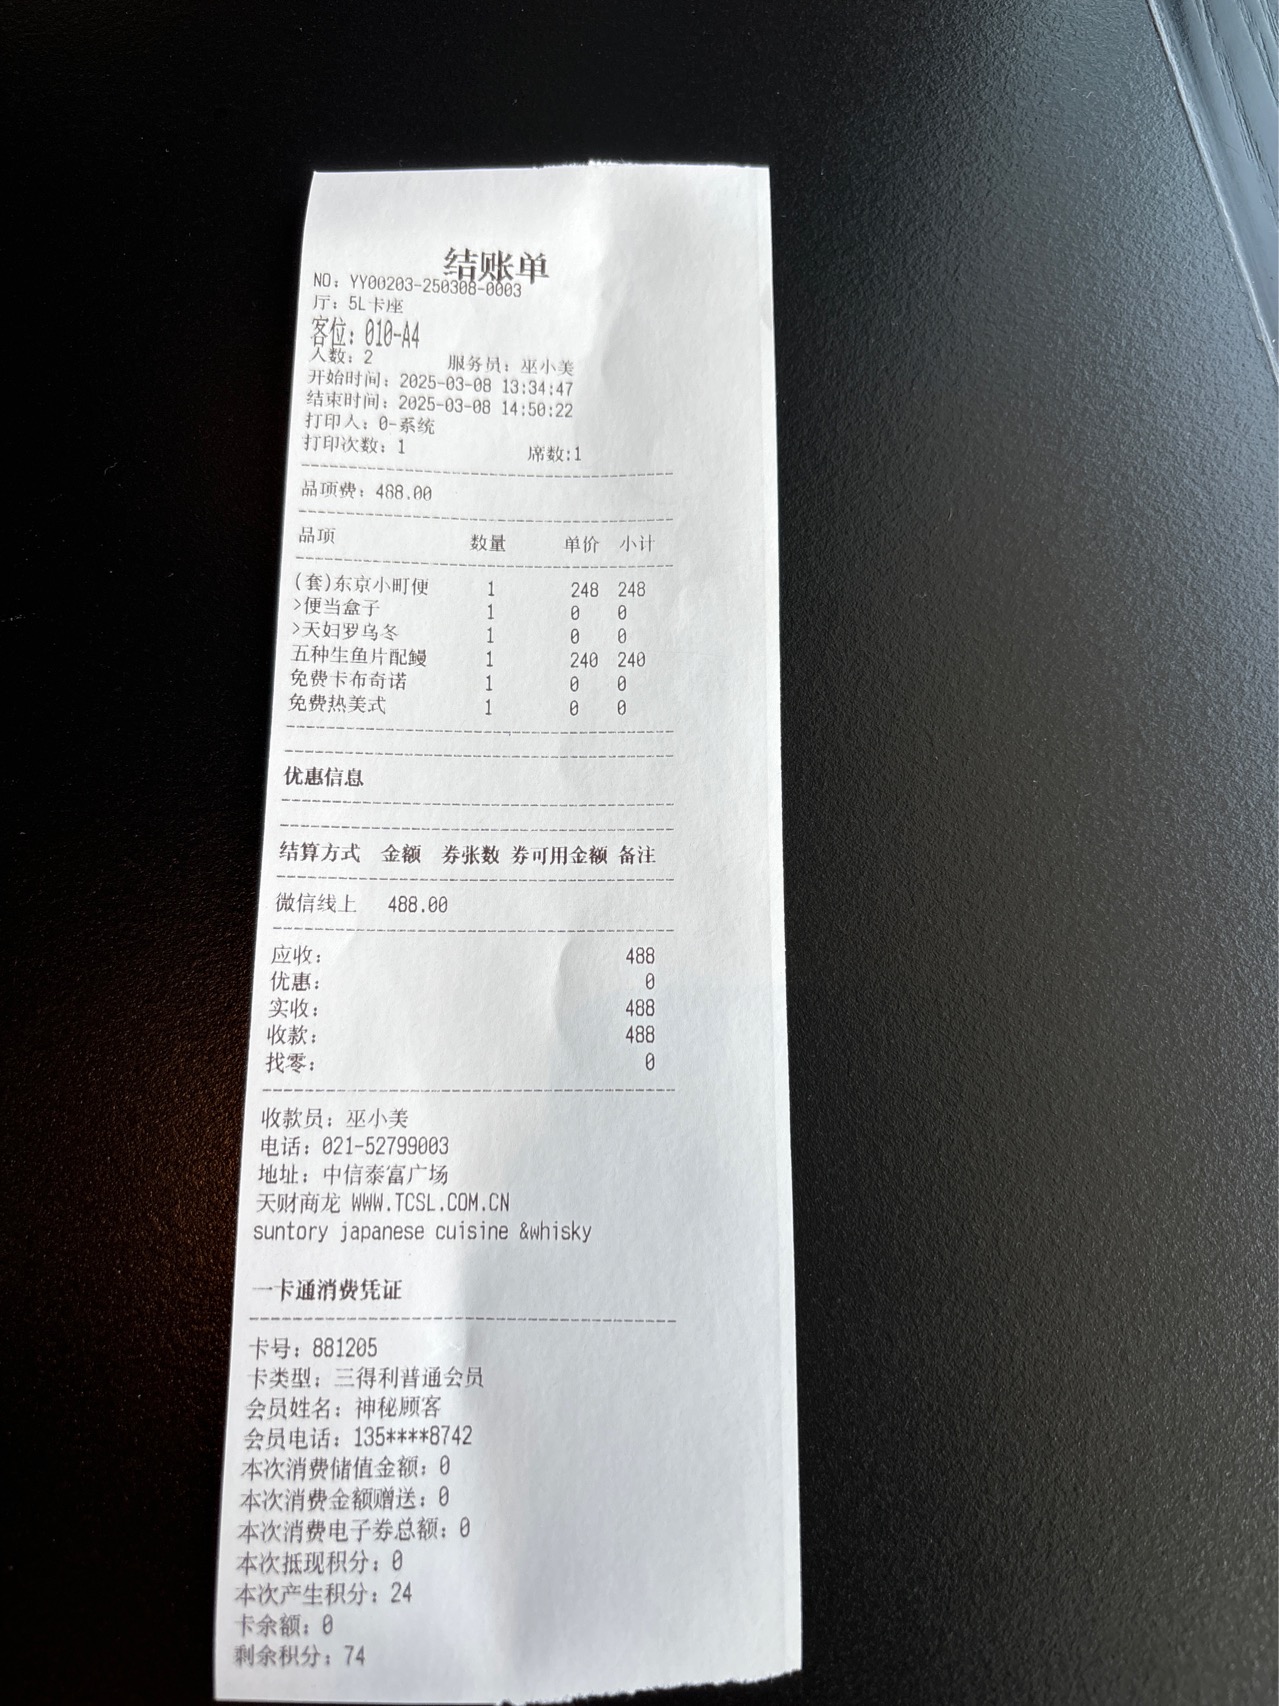 结账单
NO: YY00203-250308-0003
厅: 5L卡座
客位: 010-A4
人数: 2 服务员: 巫小美
开始时间: 2025-03-08 13:34:47
结束时间: 2025-03-08 14:50:22
打印人: 0-系统
打印次数: 1 席数:1
品项费: 488.00
品项 数量 单价 小计
(套)东京小町便 1 248 248
>便当盒子 1 0 0
>天妇罗乌冬 1 0 0
五种生鱼片配鳗 1 240 240
免费卡布奇诺 1 0 0
免费热美式 1 0 0
优惠信息
结算方式 金额 券张数 券可用金额 备注
微信线上 488.00
应收: 488
优惠: 0
实收: 488
收款: 488
找零: 0
收款员: 巫小美
电话: 021-52799003
地址: 中信泰富广场
天财商龙 WWW.TCSL.COM.CN
suntory japanese cuisine &whisky
一卡通消费凭证
卡号: 881205
卡类型: 三得利普通会员
会员姓名: 神秘顾客
会员电话: 135****8742
本次消费储值金额: 0
本次消费金额赠送: 0
本次消费电子券总额: 0
本次抵现积分: 0
本次产生积分: 24
卡余额: 0
剩余积分: 74